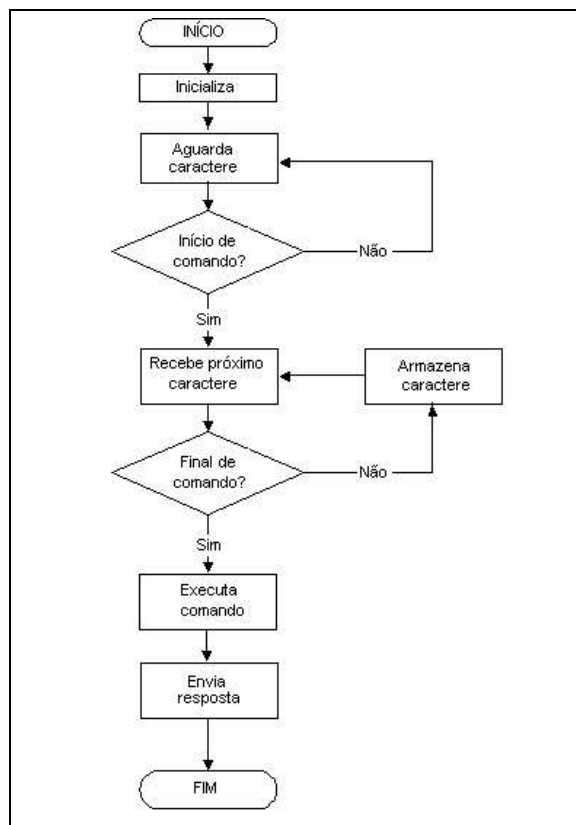 INÍCIO
Inicializa
Aguarda
caractere
Início de
comando?
Não
Sim
Recebe próximo
caractere
Armazena
caractere
Final de
comando?
Não
Sim
Executa
comando
Envia
resposta
FIM